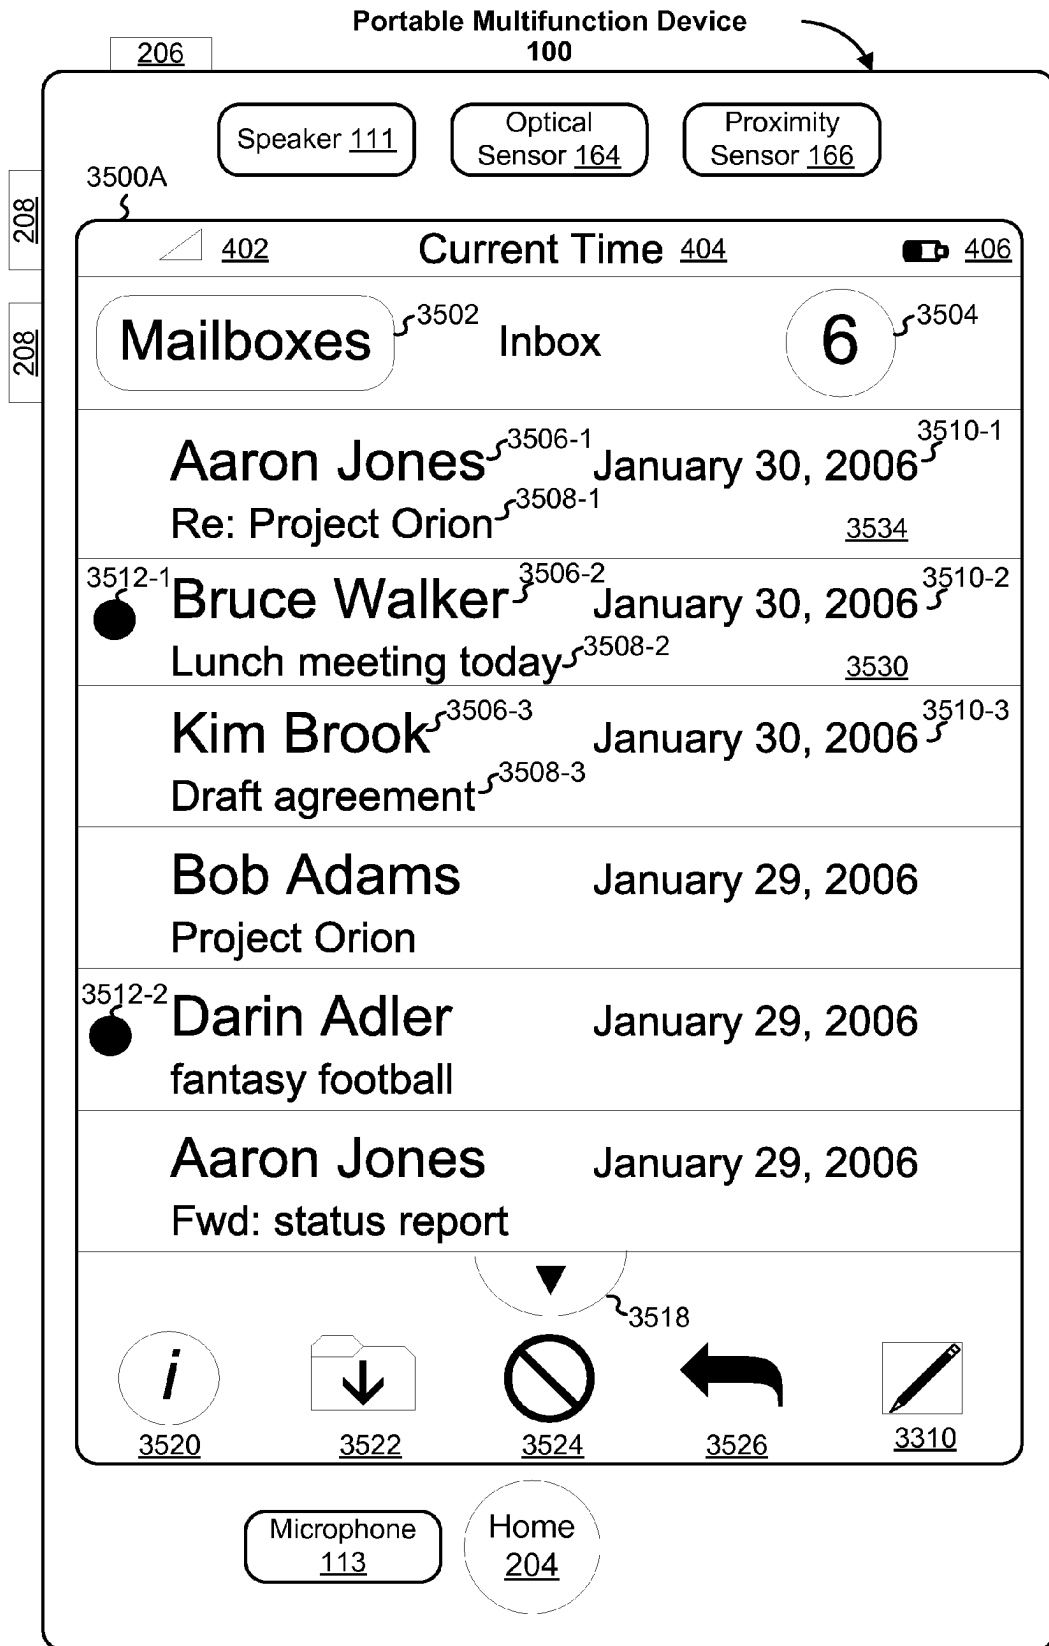 Portable Multifunction Device
100
206
Speaker 111
Optical
Sensor 164
Proximity
Sensor 166
3500A
208
208
402
Current Time 404
406
Mailboxes
3502
Inbox
6
3504
Aaron Jones
3506-1
January 30, 2006
3510-1
Re: Project Orion
3508-1
3534
3512-1
Bruce Walker
3506-2
January 30, 2006
3510-2
Lunch meeting today
3508-2
3530
Kim Brook
3506-3
January 30, 2006
3510-3
Draft agreement
3508-3
Bob Adams
January 29, 2006
Project Orion
3512-2
Darin Adler
January 29, 2006
fantasy football
Aaron Jones
January 29, 2006
Fwd: status report
3518
i
3520
3522
3524
3526
3310
Microphone
113
Home
204